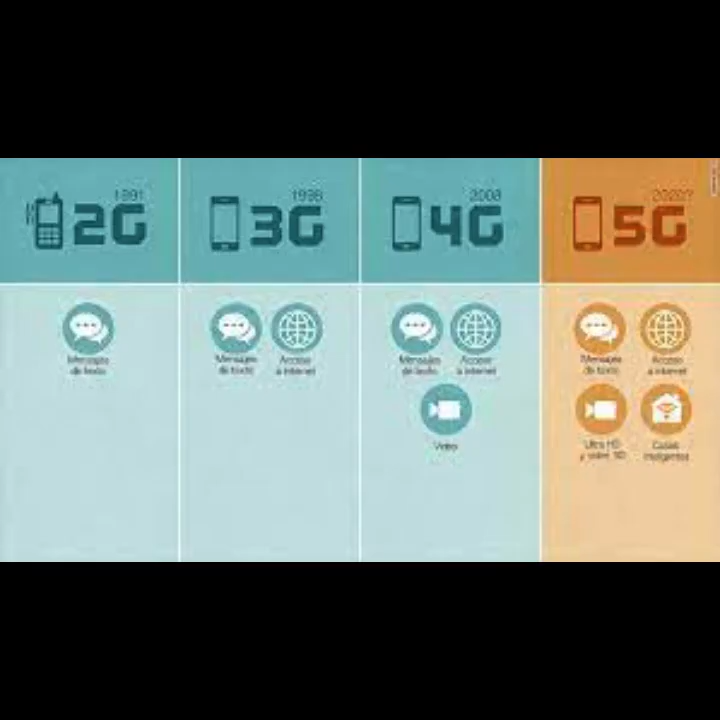 1991
2G
1998
3G
2008
4G
2020?
5G
Mensajes
de texto
Mensajes
de texto
Acceso
a internet
Mensajes
de texto
Acceso
a internet
Video
Mensajes
de texto
Acceso
a internet
Ultra HD
y video 3D
Casas
inteligentes